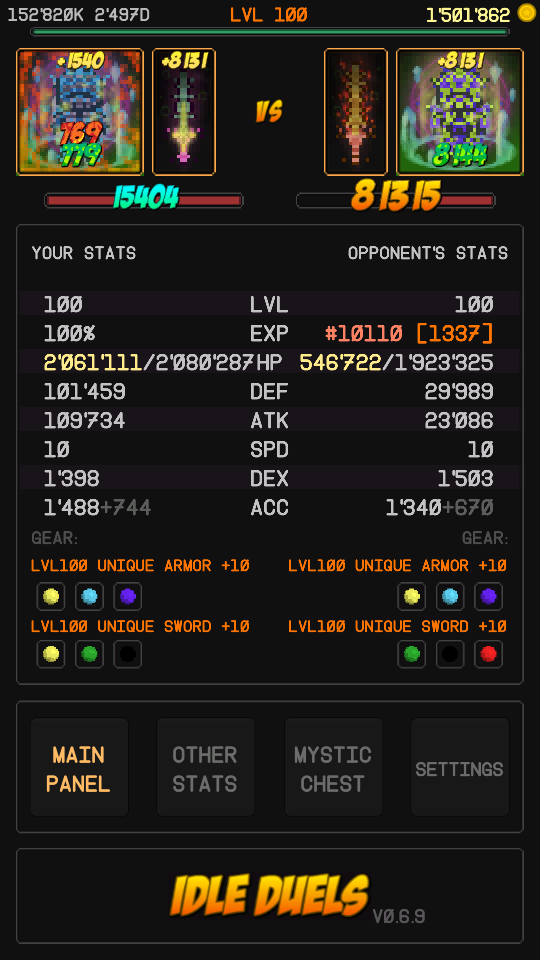 152'820K 2'497D LVL 100 1'501'862
+1540 +8131 VS +8131
769
779 8'144
15404 81315
YOUR STATS OPPONENT'S STATS
100 LVL 100
100% EXP #10110 [1337]
2'061'111/2'080'287 HP 546'722/1'923'325
101'459 DEF 29'989
109'734 ATK 23'086
10 SPD 10
1'398 DEX 1'503
1'488+744 ACC 1'340+670
GEAR: GEAR:
LVL100 UNIQUE ARMOR +10 LVL100 UNIQUE ARMOR +10
LVL100 UNIQUE SWORD +10 LVL100 UNIQUE SWORD +10
MAIN PANEL
OTHER STATS
MYSTIC CHEST
SETTINGS
IDLE DUELS V0.6.9